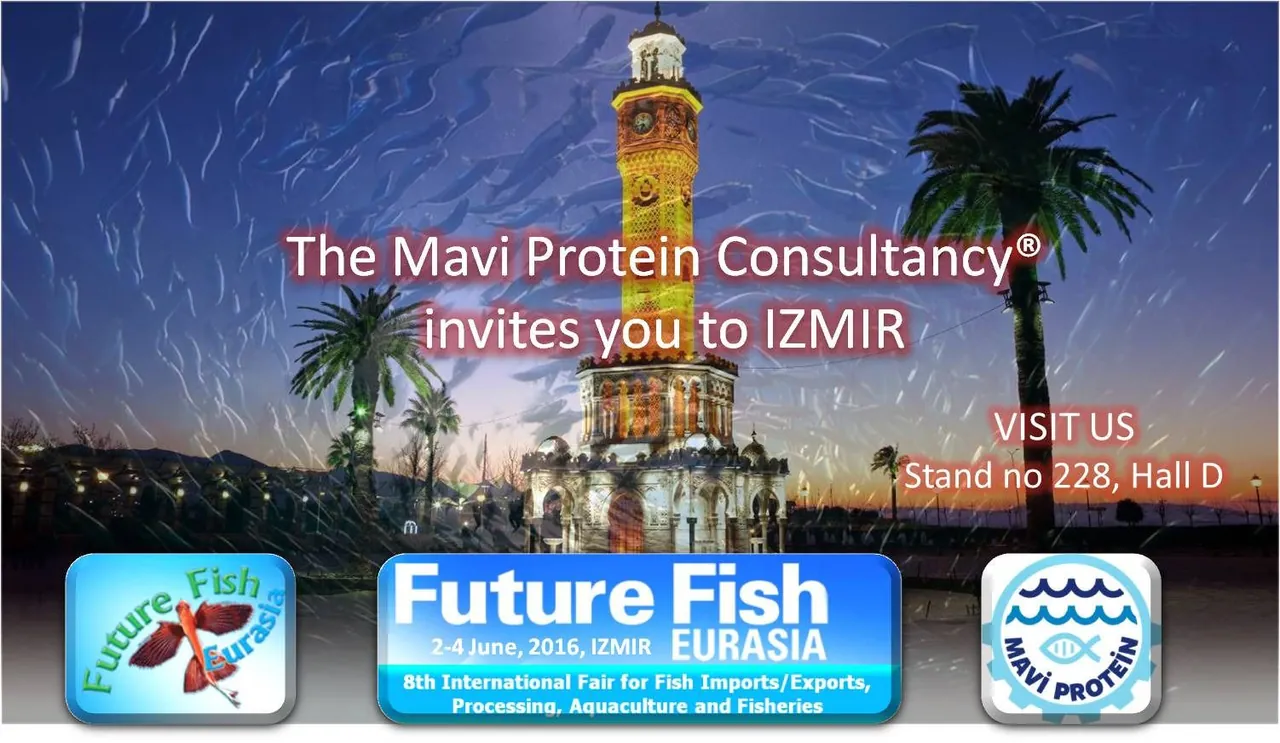 The Mavi Protein Consultancy®
invites you to IZMIR
VISIT US
Stand no 228, Hall D
Future Fish
Eurasia
Future Fish
EURASIA
2-4 June, 2016, IZMIR
8th International Fair for Fish Imports/Exports,
Processing, Aquaculture and Fisheries
MAVi PROTEİN